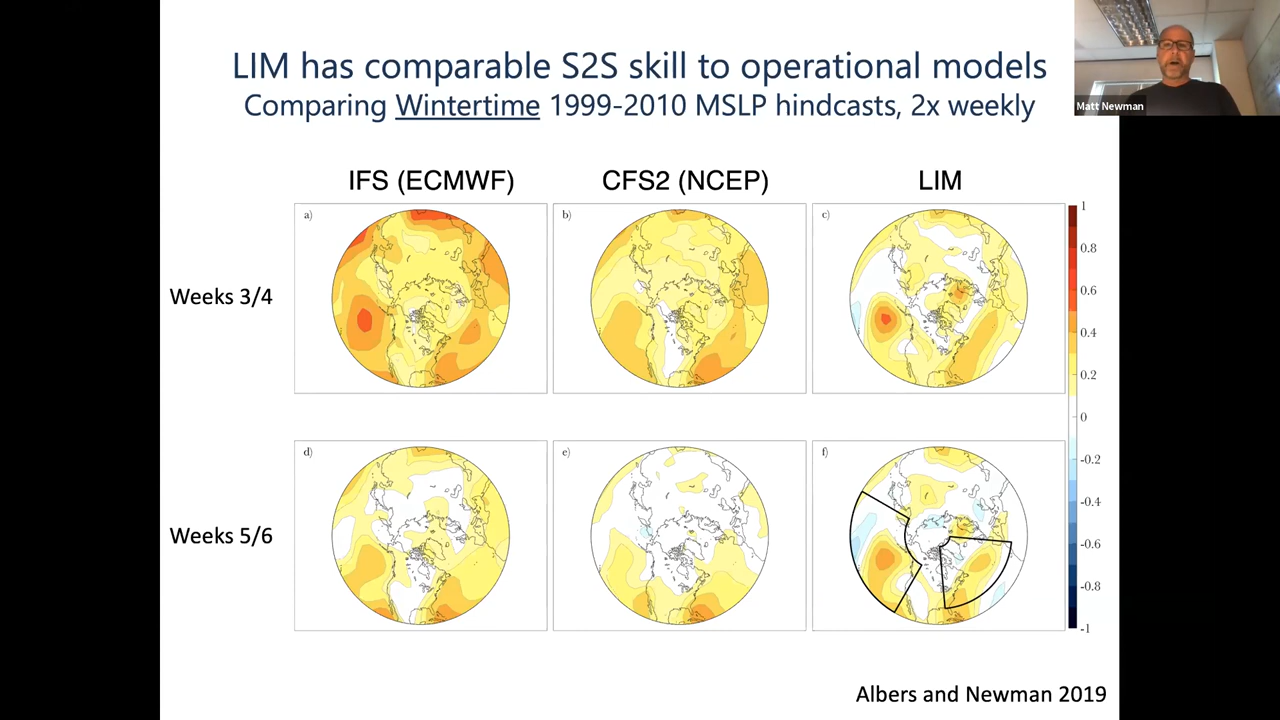 LIM has comparable S2S skill to operational models
Comparing Wintertime 1999-2010 MSLP hindcasts, 2x weekly
Matt Newman
IFS (ECMWF)
CFS2 (NCEP)
LIM
a)
b)
c)
1
0.8
0.6
0.4
0.2
0
-0.2
-0.4
-0.6
-0.8
-1
Weeks 3/4
d)
e)
f)
Weeks 5/6
Albers and Newman 2019